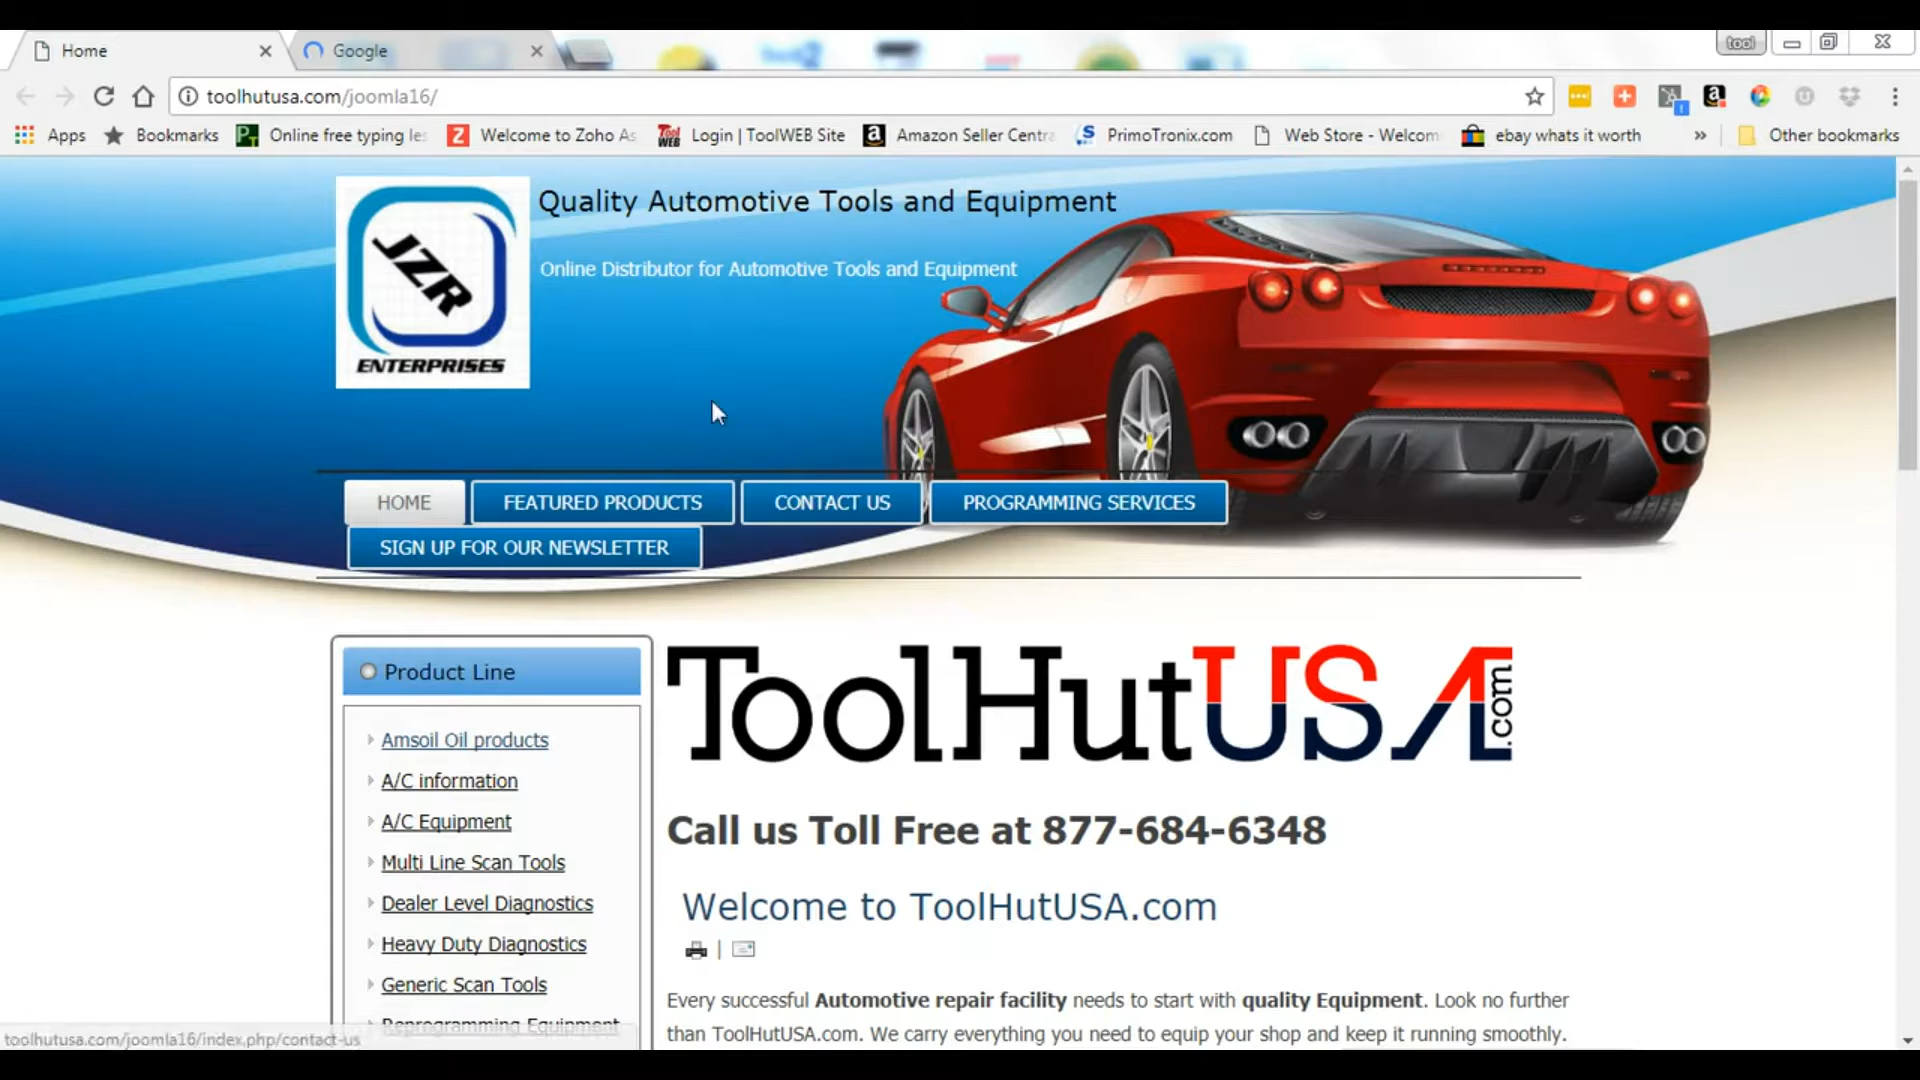 Home
Google
tool
toolhutusa.com/joomla16/
Apps
Bookmarks
Online free typing les
Welcome to Zoho As
Login | ToolWEB Site
Amazon Seller Centra
PrimoTronix.com
Web Store - Welcom
ebay whats it worth
»
Other bookmarks
JZR
ENTERPRISES
Quality Automotive Tools and Equipment
Online Distributor for Automotive Tools and Equipment
HOME
FEATURED PRODUCTS
CONTACT US
PROGRAMMING SERVICES
SIGN UP FOR OUR NEWSLETTER
Product Line
Amsoil Oil products
A/C information
A/C Equipment
Multi Line Scan Tools
Dealer Level Diagnostics
Heavy Duty Diagnostics
Generic Scan Tools
Reprogramming Equipment
ToolHutUSA.com
Call us Toll Free at 877-684-6348
Welcome to ToolHutUSA.com
|
Every successful Automotive repair facility needs to start with quality Equipment. Look no further
than ToolHutUSA.com. We carry everything you need to equip your shop and keep it running smoothly.
toolhutusa.com/joomla16/index.php/contact-us